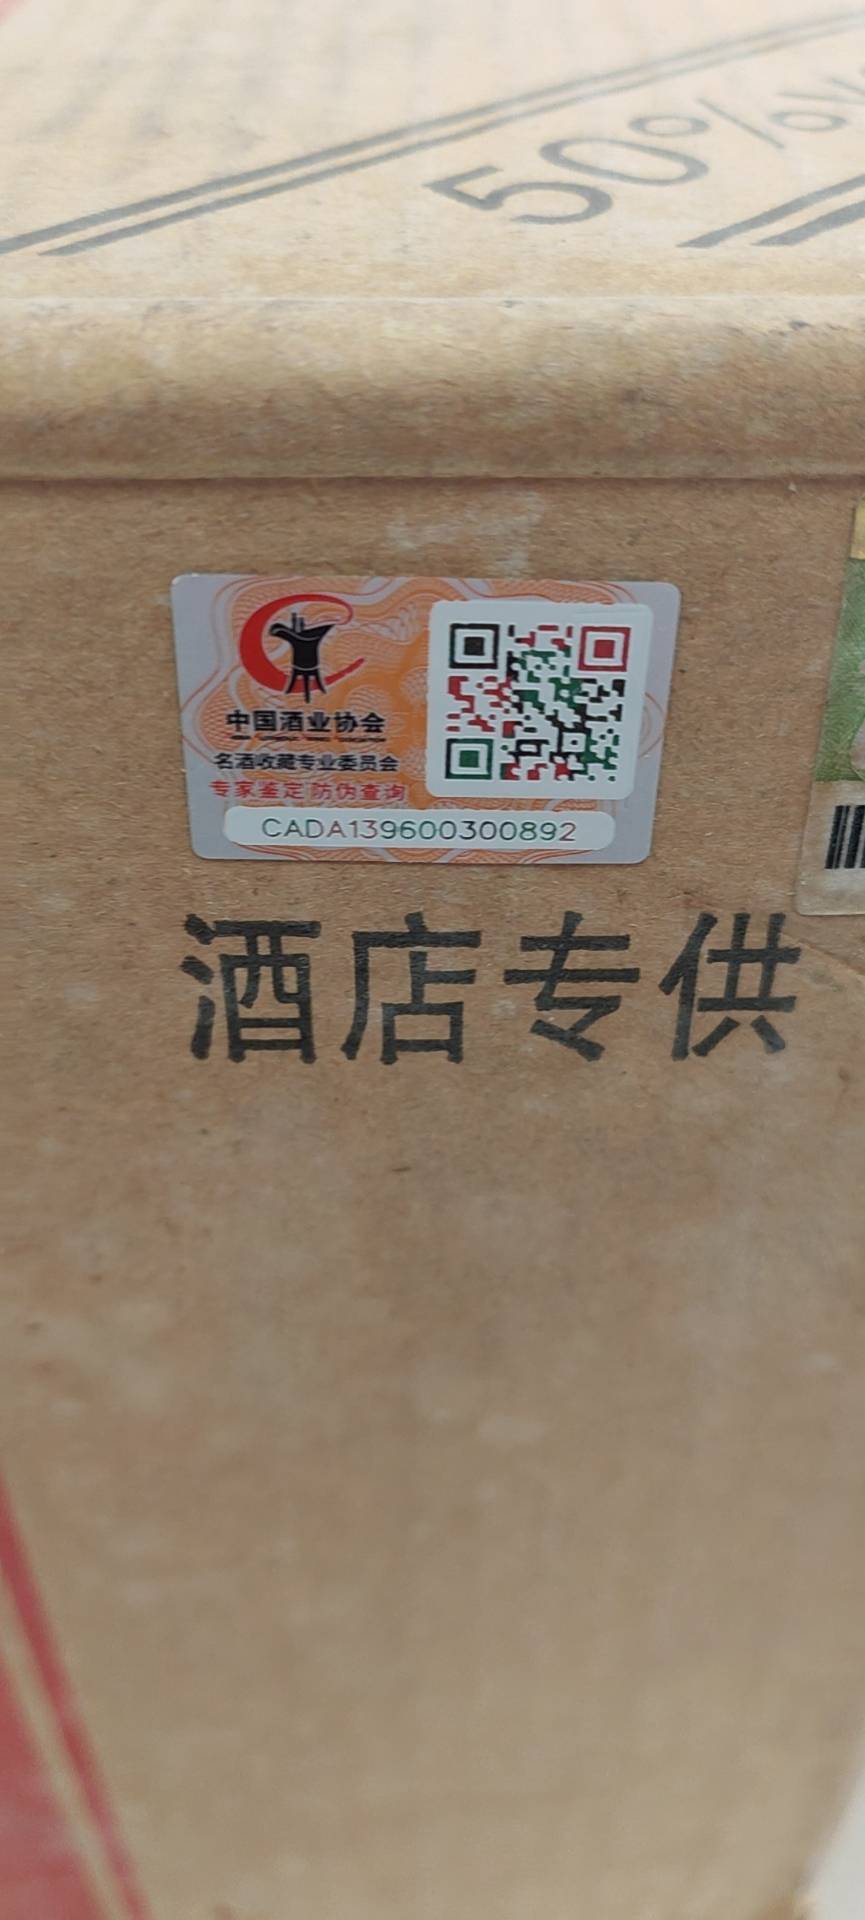 50%
中国酒业协会
名酒收藏专业委员会
专家鉴定 防伪查询
CADA139600300892
酒店专供